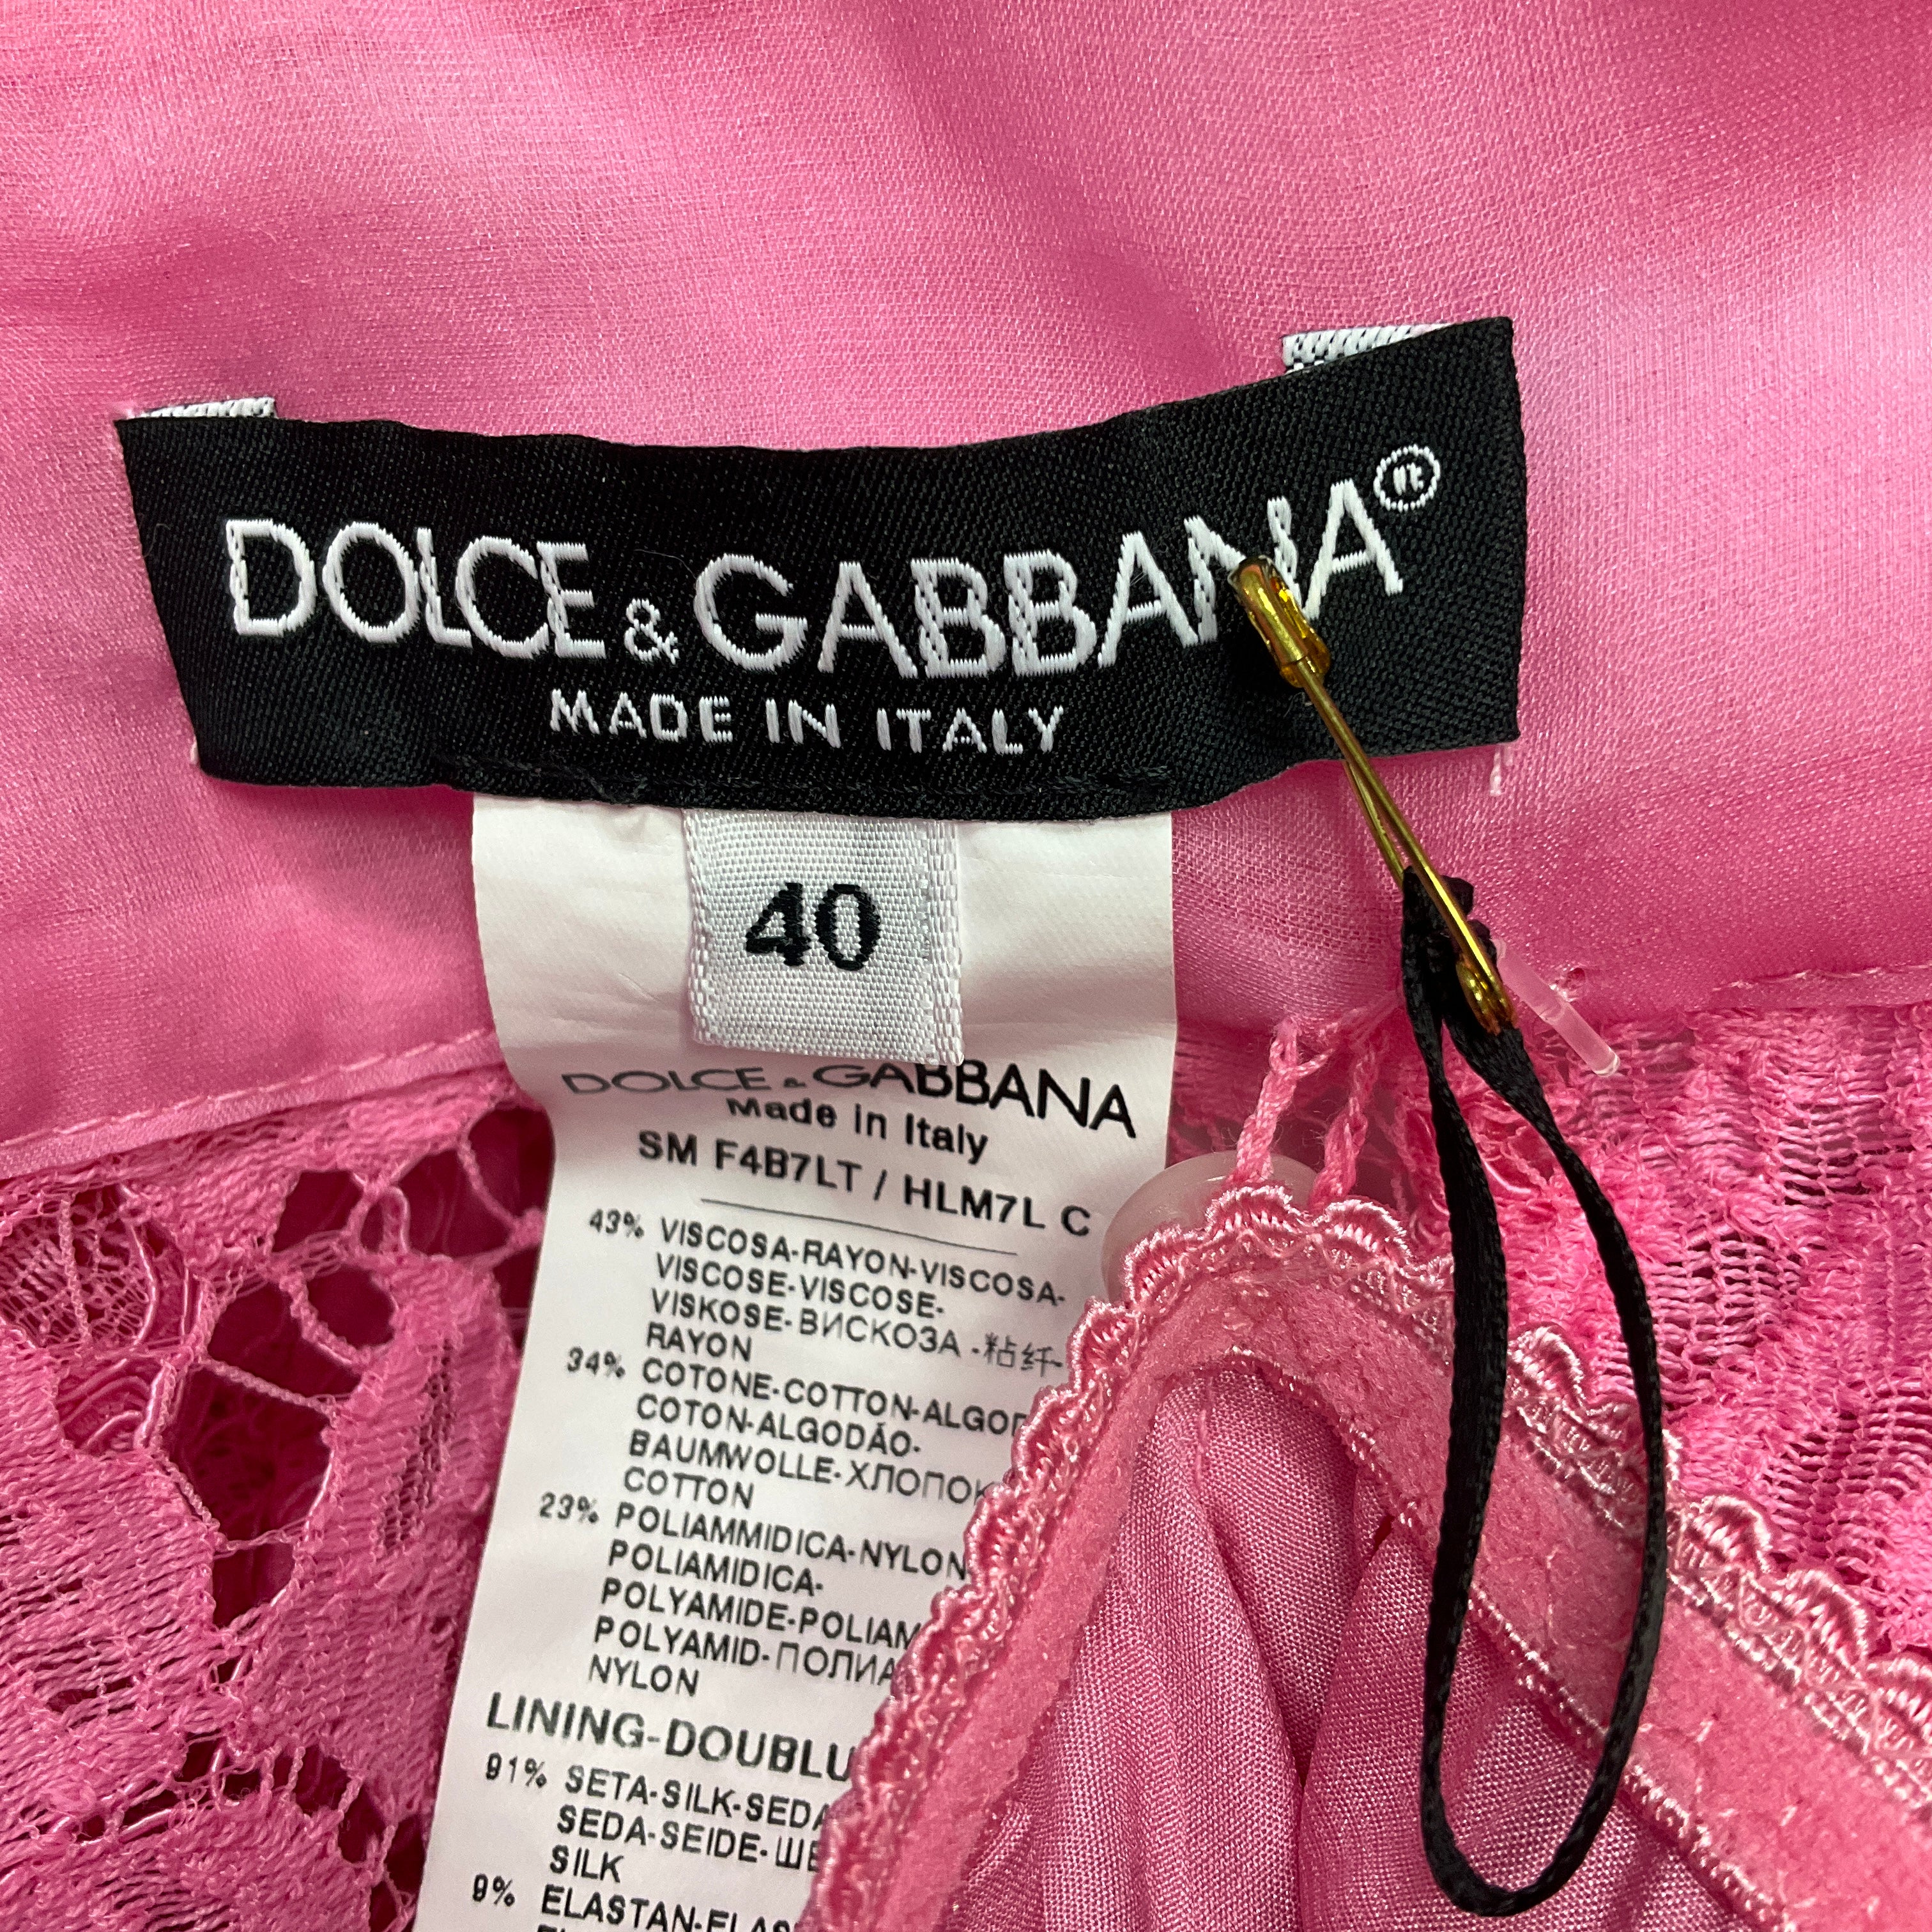 DOLCE & GABBANA®
MADE IN ITALY
40
DOLCE & GABBANA
Made in Italy
SM F4B7LT / HLM7L C
43% VISCOSA-RAYON-VISCOSA-
VISCOSE-VISCOSE-
VISKOSE-ВИСКОЗА -粘纤-
RAYON
34% COTONE-COTTON-ALGOD
COTON-ALGODÃO-
BAUMWOLLE-ХЛОПОК
COTTON
23% POLIAMMIDICA-NYLON
POLIAMIDICA-
POLYAMIDE-POLIAM
POLYAMID-ПОЛИА
NYLON
LINING-DOUBLU
91% SETA-SILK-SEDA
SEDA-SEIDE-ШЕ
SILK
9% ELASTAN-ELAS